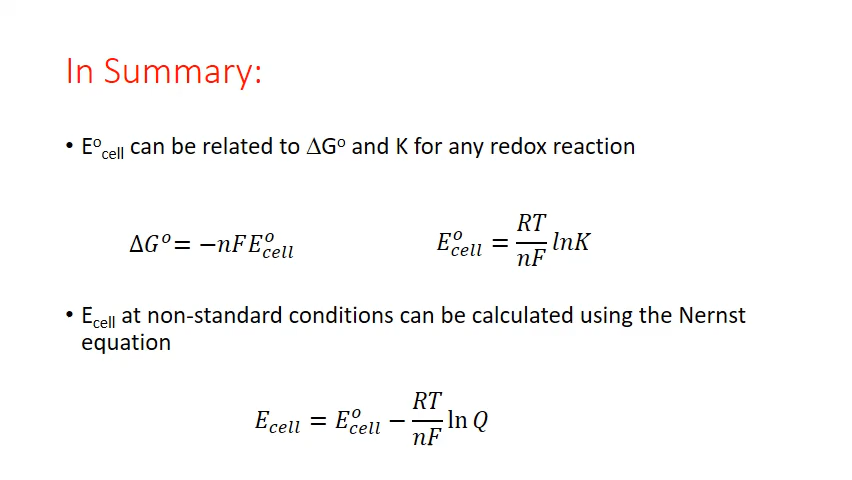 In Summary:
• E°cell can be related to ΔG° and K for any redox reaction
ΔG° = −nFE°cell
E°cell = RT/nF lnK
• Ecell at non-standard conditions can be calculated using the Nernst
equation
Ecell = E°cell − RT/nF ln Q